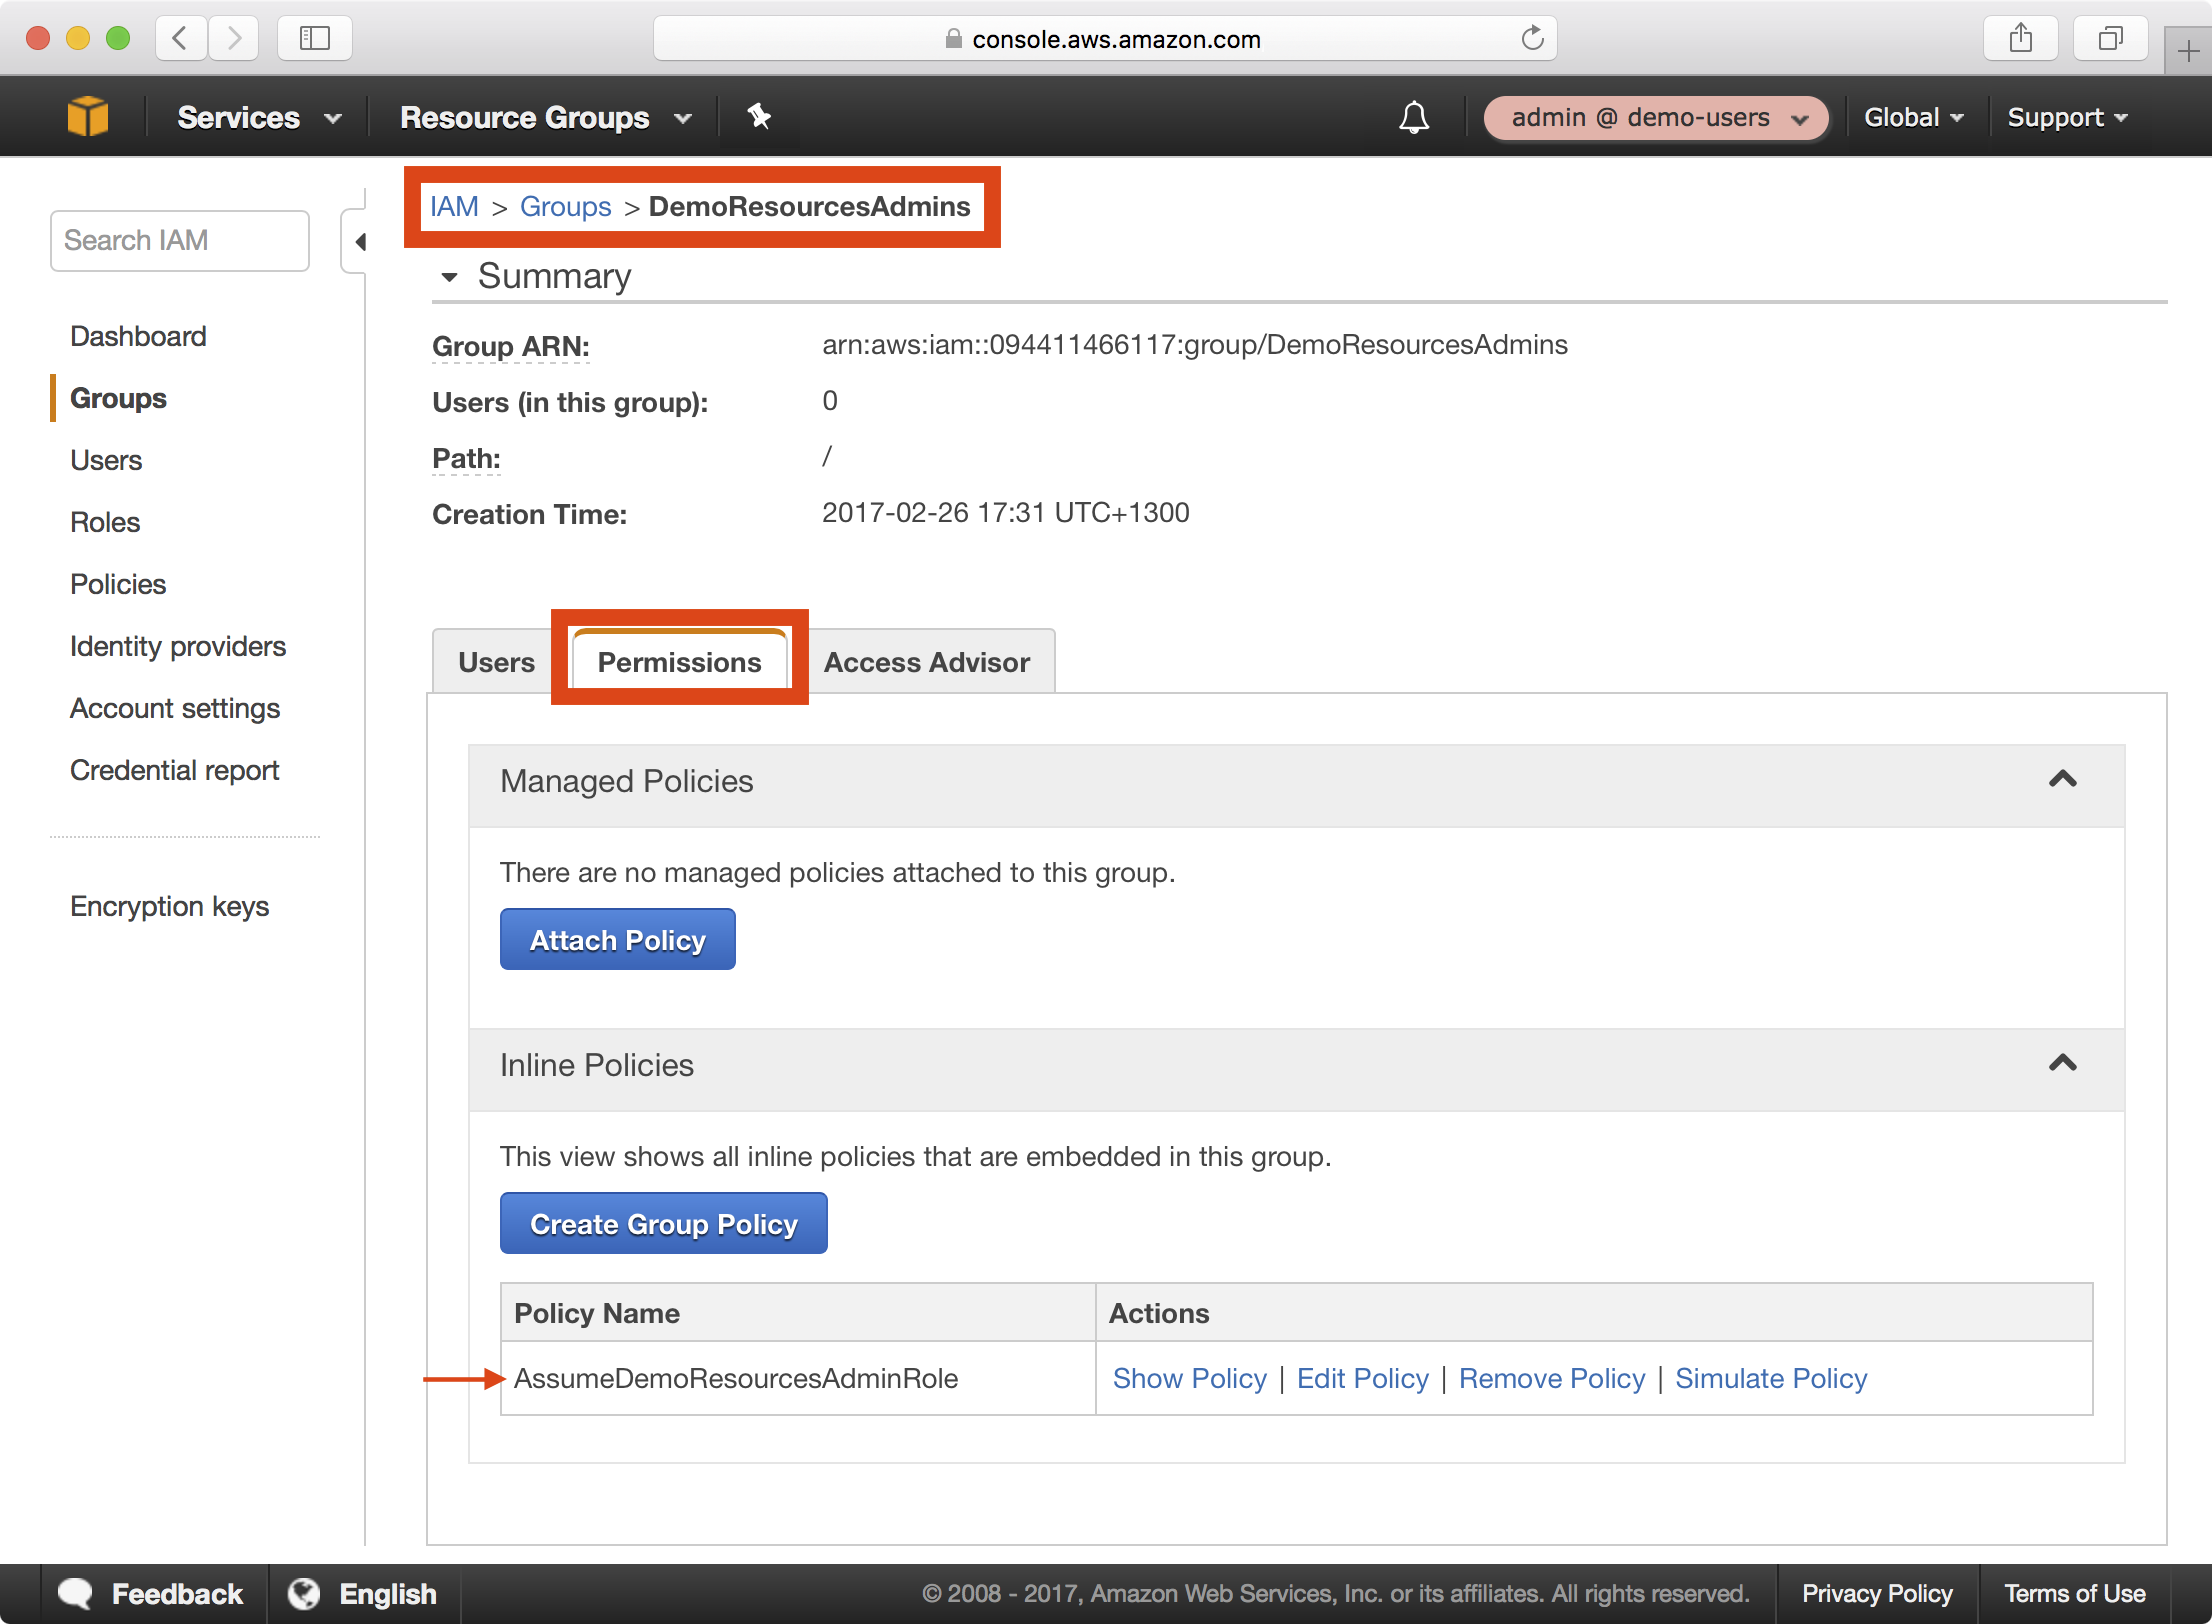 console.aws.amazon.com
Services
Resource Groups
admin @ demo-users
Global
Support
IAM > Groups > DemoResourcesAdmins
Search IAM
Summary
Dashboard
Groups
Users
Roles
Policies
Identity providers
Account settings
Credential report
Encryption keys
Group ARN: arn:aws:iam::094411466117:group/DemoResourcesAdmins
Users (in this group): 0
Path: /
Creation Time: 2017-02-26 17:31 UTC+1300
Users
Permissions
Access Advisor
Managed Policies
There are no managed policies attached to this group.
Attach Policy
Inline Policies
This view shows all inline policies that are embedded in this group.
Create Group Policy
Policy Name Actions
AssumeDemoResourcesAdminRole Show Policy | Edit Policy | Remove Policy | Simulate Policy
Feedback
English
© 2008 - 2017, Amazon Web Services, Inc. or its affiliates. All rights reserved.
Privacy Policy
Terms of Use